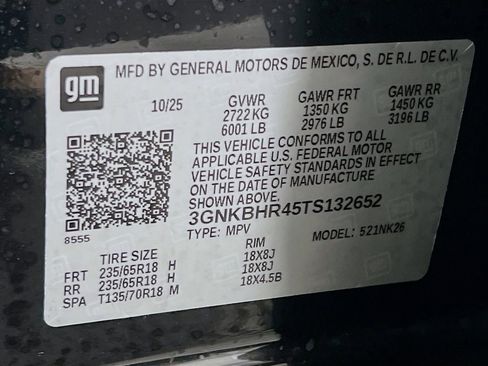 gm
MFD BY GENERAL MOTORS DE MEXICO, S. DE R.L. DE C.V.
10/25 GVWR GAWR FRT GAWR RR
2722 KG 1350 KG 1450 KG
6001 LB 2976 LB 3196 LB
THIS VEHICLE CONFORMS TO ALL
APPLICABLE U.S. FEDERAL MOTOR
VEHICLE SAFETY STANDARDS IN EFFECT
ON THE DATE OF MANUFACTURE
SHOWN ABOVE.
3GNKBHR45TS132652
8555 TYPE: MPV MODEL: 521NK26
TIRE SIZE RIM
FRT 235/65R18 H 18X8J
RR 235/65R18 H 18X8J
SPA T135/70R18 M 18X4.5B